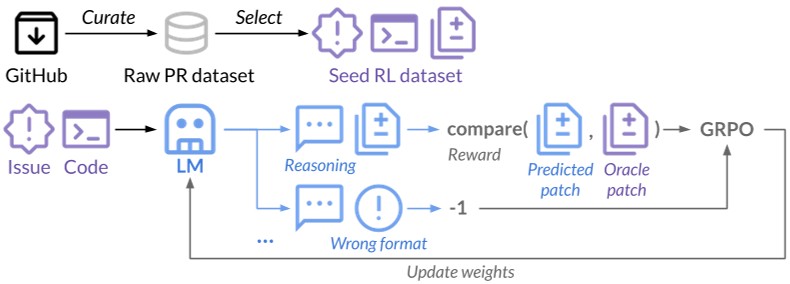 Curate
Select
GitHub
Raw PR dataset
Seed RL dataset
Issue
Code
LM
Reasoning
compare(
,
)
GRPO
Reward
Predicted
patch
Oracle
patch
-1
...
Wrong format
Update weights